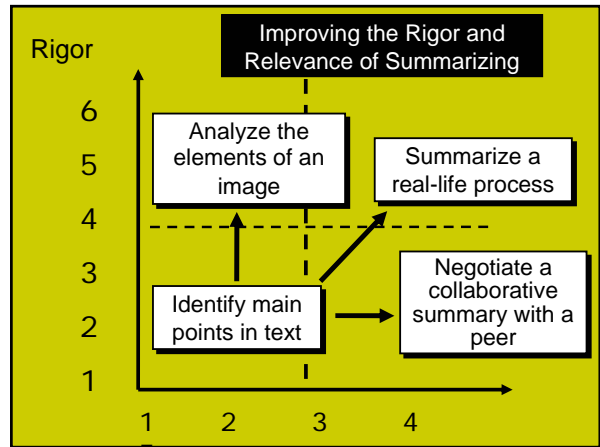 Improving the Rigor and
Relevance of Summarizing
Rigor
6
5
4
3
2
1
Analyze the
elements of an
image
Summarize a
real-life process
Identify main
points in text
Negotiate a
collaborative
summary with a
peer
1 2 3 4